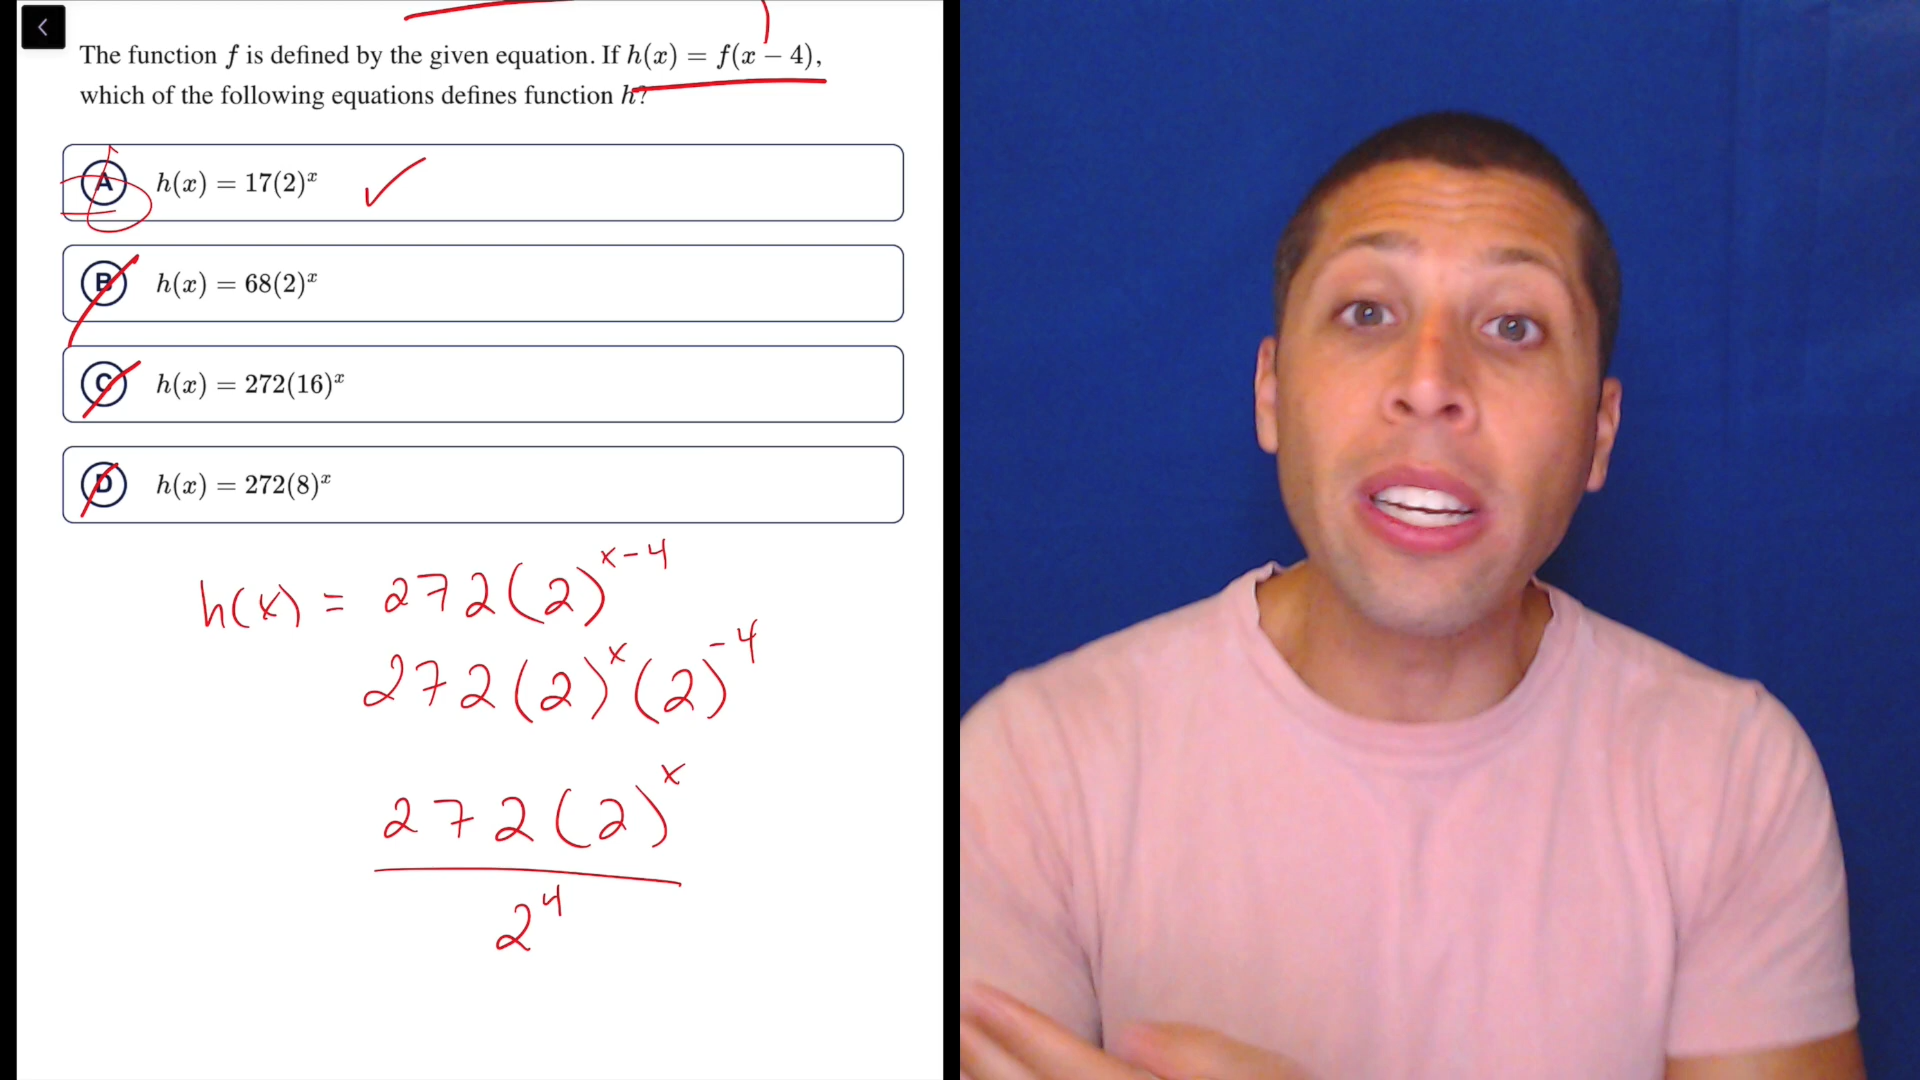 The function f is defined by the given equation. If h(x) = f(x − 4),
which of the following equations defines function h?
A h(x) = 17(2)ˣ ✓
B h(x) = 68(2)ˣ
C h(x) = 272(16)ˣ
D h(x) = 272(8)ˣ
h(x) = 272(2)^x-4
272(2)^x(2)^-4
272(2)^x
2^4